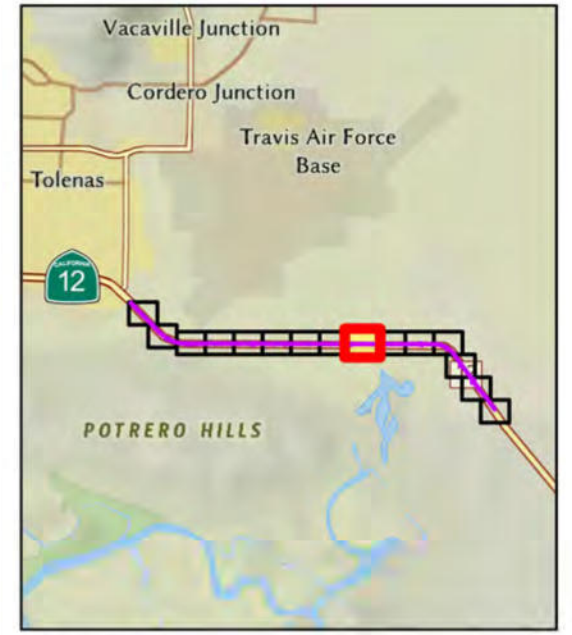 Vacaville Junction
Cordero Junction
Travis Air Force
Base
Tolenas
CALIFORNIA
12
POTRERO HILLS